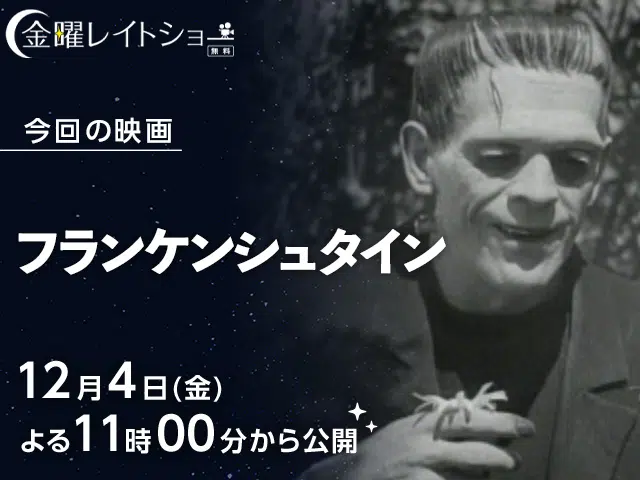 金曜レイトショー
無料
今回の映画
フランケンシュタイン
12月4日(金)
よる11時00分から公開